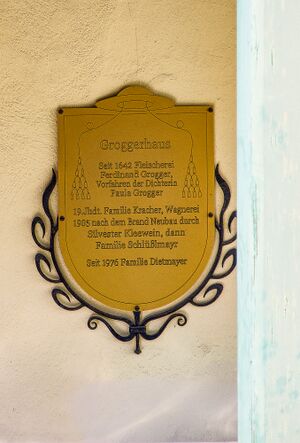 Groggerhaus
Seit 1642 Fleischerei
Ferdinand Grogger,
Vorfahren der Dichterin
Paula Grogger
19.Jhdt. Familie Kracher, Wagnerei
1905 nach dem Brand Neubau durch
Silvester Kleewein, dann
Familie Schlüßlmayr
Seit 1976 Familie Dietmayer